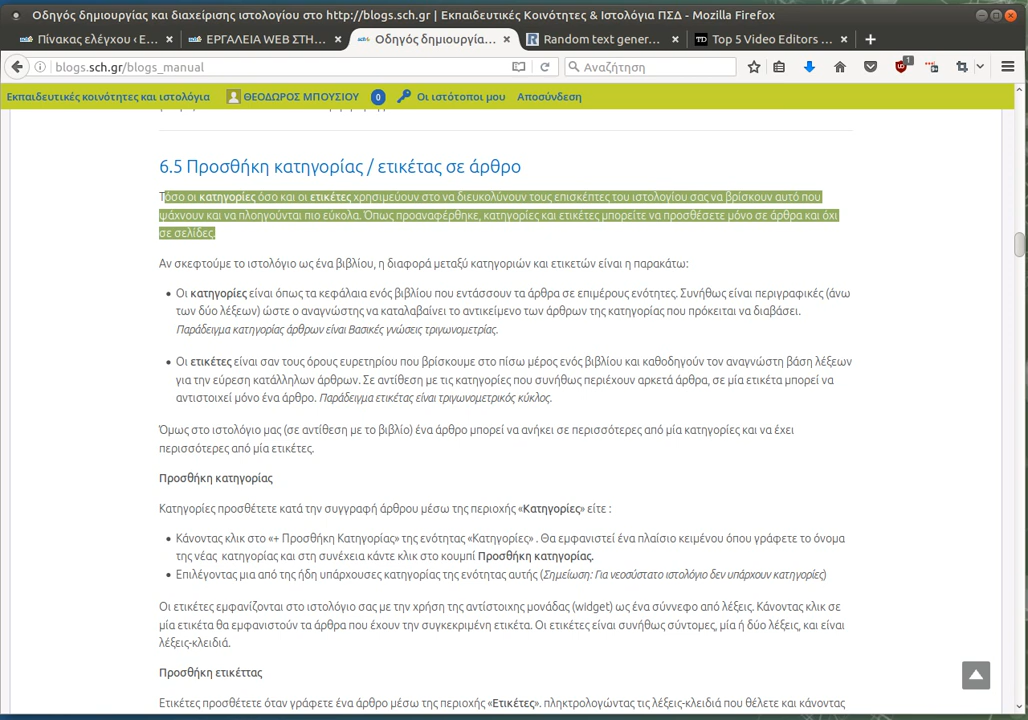 Οδηγός δημιουργίας και διαχείρισης ιστολογίου στο http://blogs.sch.gr | Εκπαιδευτικές Κοινότητες & Ιστολόγια ΠΣΔ - Mozilla Firefox
Πίνακας ελέγχου ‹ Ε... ΕΡΓΑΛΕΙΑ WEB ΣΤΗ... Οδηγός δημιουργία... Random text gener... TD Top 5 Video Editors ...
blogs.sch.gr/blogs_manual Αναζήτηση 1
Εκπαιδευτικές κοινότητες και ιστολόγια ΘΕΟΔΩΡΟΣ ΜΠΟΥΣΙΟΥ 0 Οι ιστότοποι μου Αποσύνδεση
6.5 Προσθήκη κατηγορίας / ετικέτας σε άρθρο
Τόσο οι κατηγορίες όσο και οι ετικέτες χρησιμεύουν στο να διευκολύνουν τους επισκέπτες του ιστολογίου σας να βρίσκουν αυτό που
ψάχνουν και να πλοηγούνται πιο εύκολα. Όπως προαναφέρθηκε, κατηγορίες και ετικέτες μπορείτε να προσθέσετε μόνο σε άρθρα και όχι
σε σελίδες.
Αν σκεφτούμε το ιστολόγιο ως ένα βιβλίου, η διαφορά μεταξύ κατηγοριών και ετικετών είναι η παρακάτω:
• Οι κατηγορίες είναι όπως τα κεφάλαια ενός βιβλίου που εντάσσουν τα άρθρα σε επιμέρους ενότητες. Συνήθως είναι περιγραφικές (άνω
των δύο λέξεων) ώστε ο αναγνώστης να καταλαβαίνει το αντικείμενο των άρθρων της κατηγορίας που πρόκειται να διαβάσει.
Παράδειγμα κατηγορίας άρθρων είναι Βασικές γνώσεις τριγωνομετρίας.
• Οι ετικέτες είναι σαν τους όρους ευρετηρίου που βρίσκουμε στο πίσω μέρος ενός βιβλίου και καθοδηγούν τον αναγνώστη βάση λέξεων
για την εύρεση κατάλληλων άρθρων. Σε αντίθεση με τις κατηγορίες που συνήθως περιέχουν αρκετά άρθρα, σε μία ετικέτα μπορεί να
αντιστοιχεί μόνο ένα άρθρο. Παράδειγμα ετικέτας είναι τριγωνομετρικός κύκλος.
Όμως στο ιστολόγιο μας (σε αντίθεση με το βιβλίο) ένα άρθρο μπορεί να ανήκει σε περισσότερες από μία κατηγορίες και να έχει
περισσότερες από μία ετικέτες.
Προσθήκη κατηγορίας
Κατηγορίες προσθέτετε κατά την συγγραφή άρθρου μέσω της περιοχής «Κατηγορίες» είτε :
• Κάνοντας κλικ στο «+ Προσθήκη Κατηγορίας» της ενότητας «Κατηγορίες» . Θα εμφανιστεί ένα πλαίσιο κειμένου όπου γράφετε το όνομα
της νέας κατηγορίας και στη συνέχεια κάντε κλικ στο κουμπί Προσθήκη κατηγορίας.
• Επιλέγοντας μια από της ήδη υπάρχουσες κατηγορίας της ενότητας αυτής (Σημείωση: Για νεοσύστατο ιστολόγιο δεν υπάρχουν κατηγορίες)
Οι ετικέτες εμφανίζονται στο ιστολόγιο σας με την χρήση της αντίστοιχης μονάδας (widget) ως ένα σύννεφο από λέξεις. Κάνοντας κλικ σε
μία ετικέτα θα εμφανιστούν τα άρθρα που έχουν την συγκεκριμένη ετικέτα. Οι ετικέτες είναι συνήθως σύντομες, μία ή δύο λέξεις, και είναι
λέξεις-κλειδιά.
Προσθήκη ετικέττας
Ετικέτες προσθέτετε όταν γράφετε ένα άρθρο μέσω της περιοχής «Ετικέτες». πληκτρολογώντας τις λέξεις-κλειδιά που θέλετε και κάνοντας